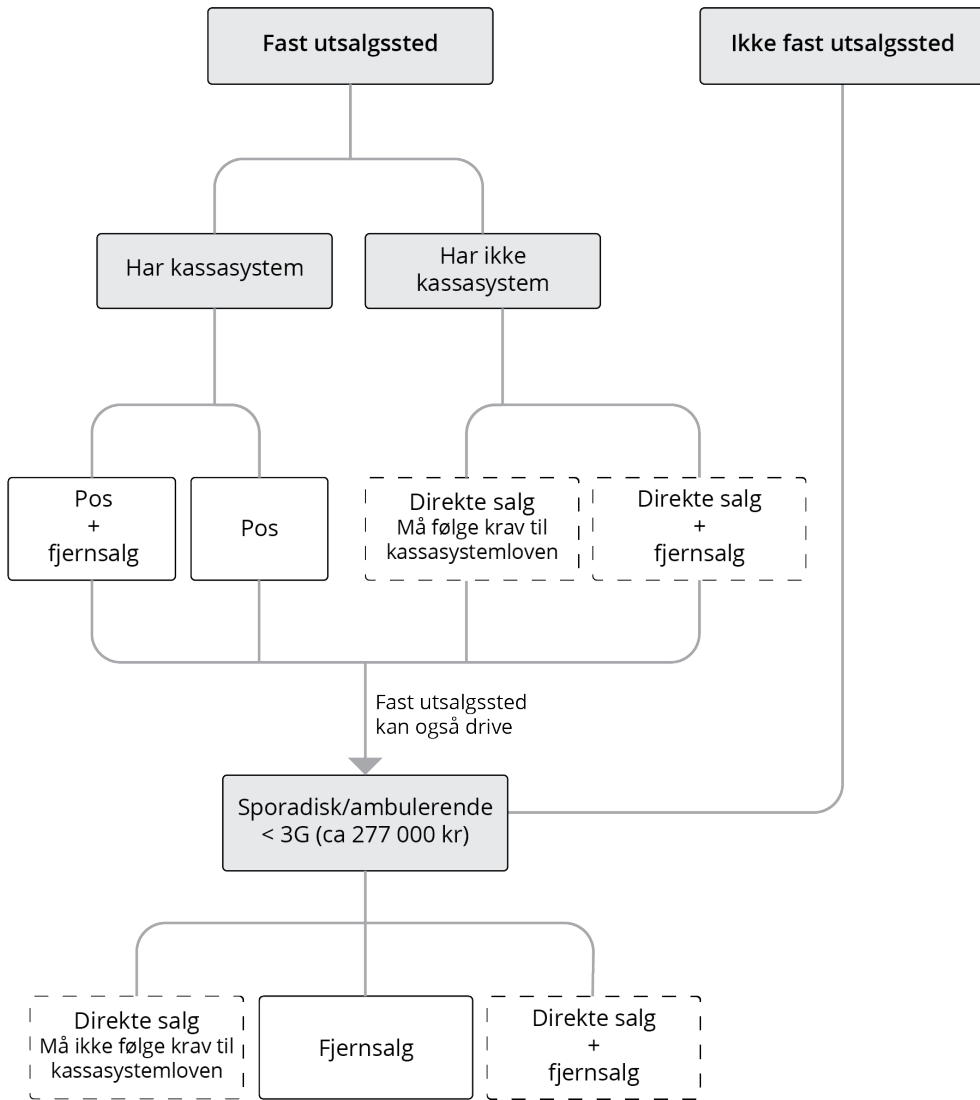 Fast utsalgssted
Ikke fast utsalgssted
Har kassasystem
Har ikke
kassasystem
Pos
+
fjernsalg
Pos
Direkte salg
Må følge krav til
kassasystemloven
Direkte salg
+
fjernsalg
Fast utsalgssted
kan også drive
Sporadisk/ambulerende
< 3G (ca 277 000 kr)
Direkte salg
Må ikke følge krav til
kassasystemloven
Fjernsalg
Direkte salg
+
fjernsalg